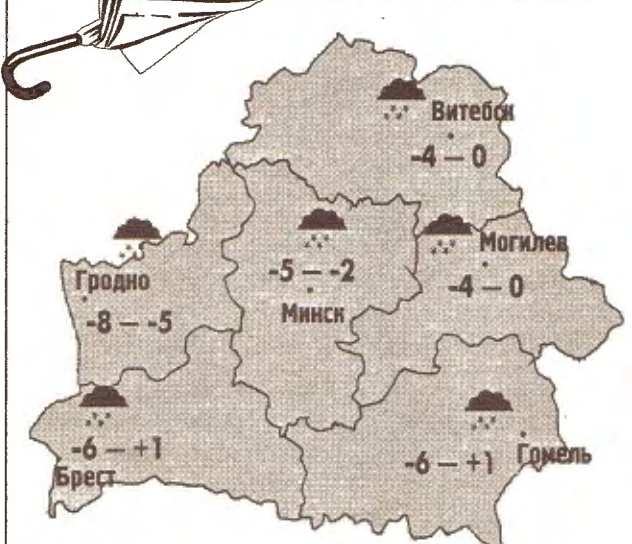 Витебск
-4 — 0
Могилев
-4 — 0
-5 — -2
Минск
Гродно
-8 — -5
-6 — +1
Брест
-6 — +1
Гомель